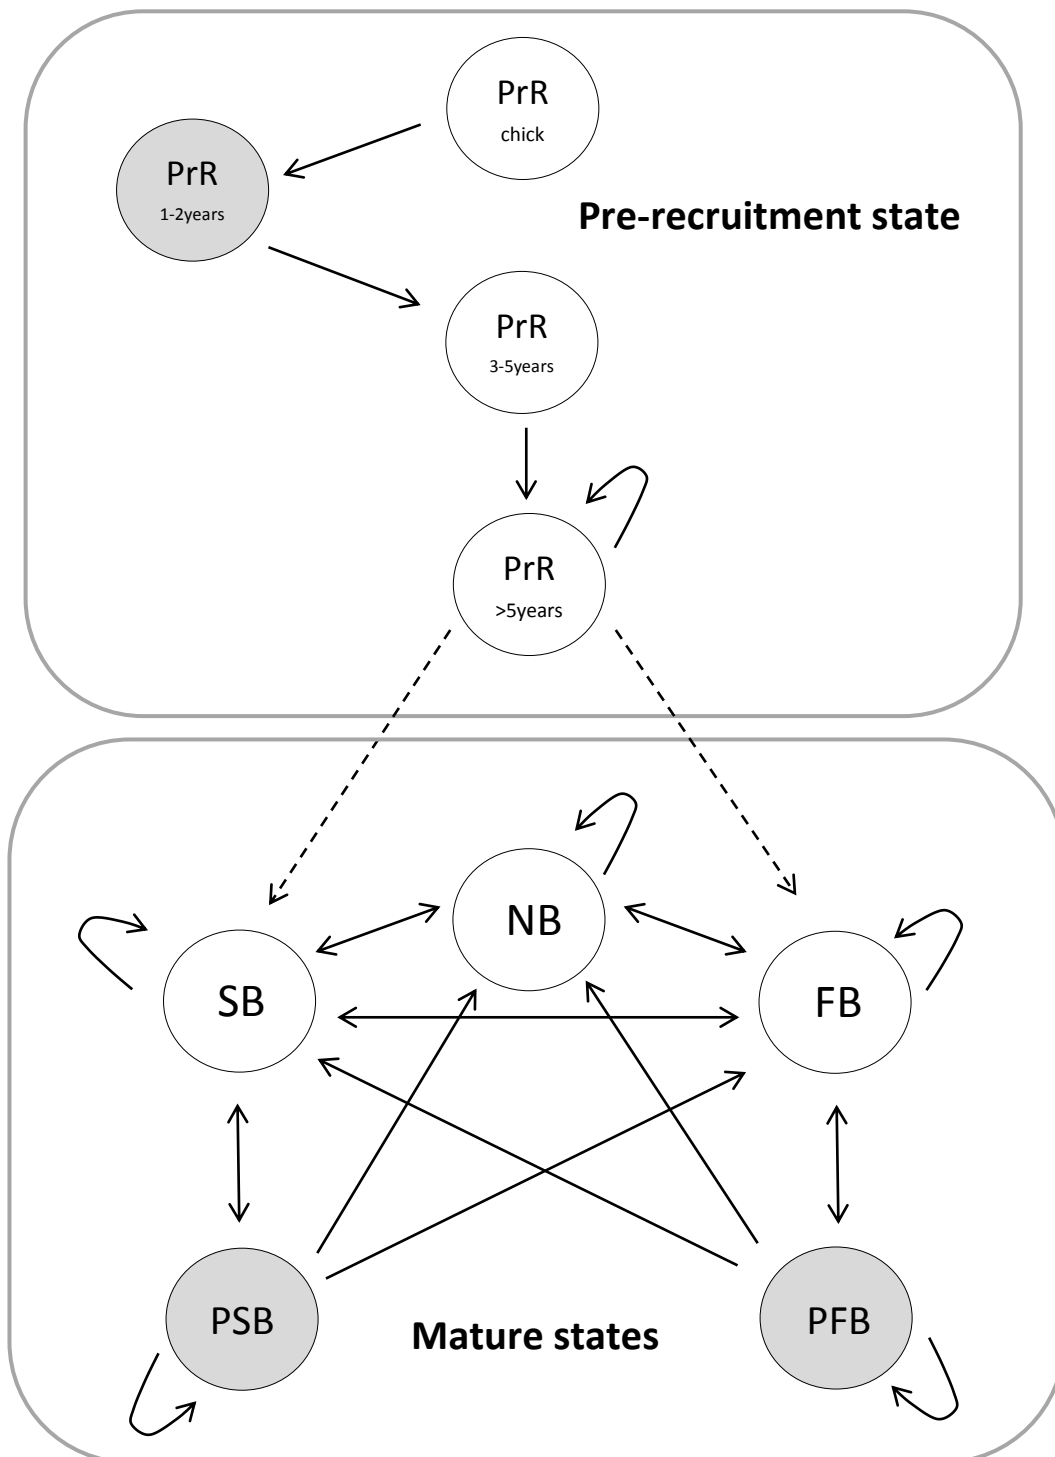 PrR
chick
PrR
1-2years
Pre-recruitment state
PrR
3-5years
PrR
>5years
NB
SB
FB
PSB
PFB
Mature states